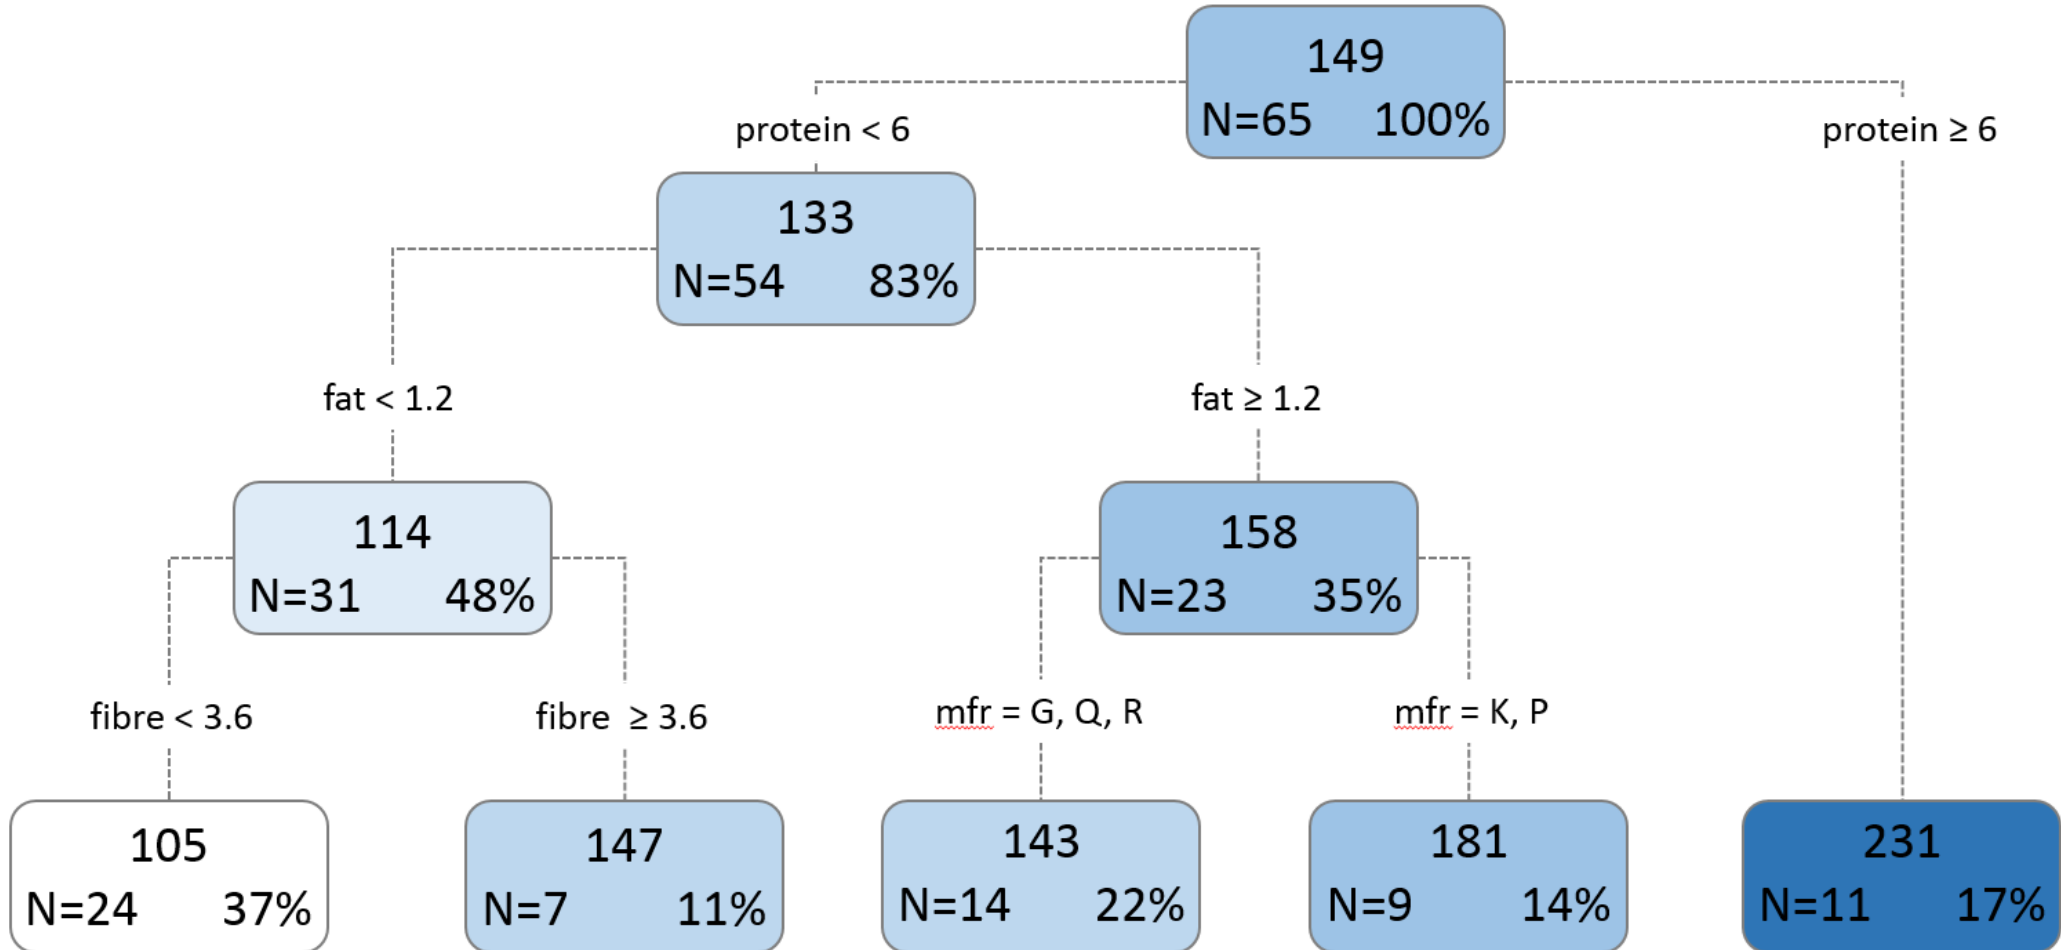 149
N=65 100%
protein < 6
protein ≥ 6
133
N=54 83%
fat < 1.2
fat ≥ 1.2
114
N=31 48%
158
N=23 35%
fibre < 3.6
fibre ≥ 3.6
mfr = G, Q, R
mfr = K, P
105
N=24 37%
147
N=7 11%
143
N=14 22%
181
N=9 14%
231
N=11 17%